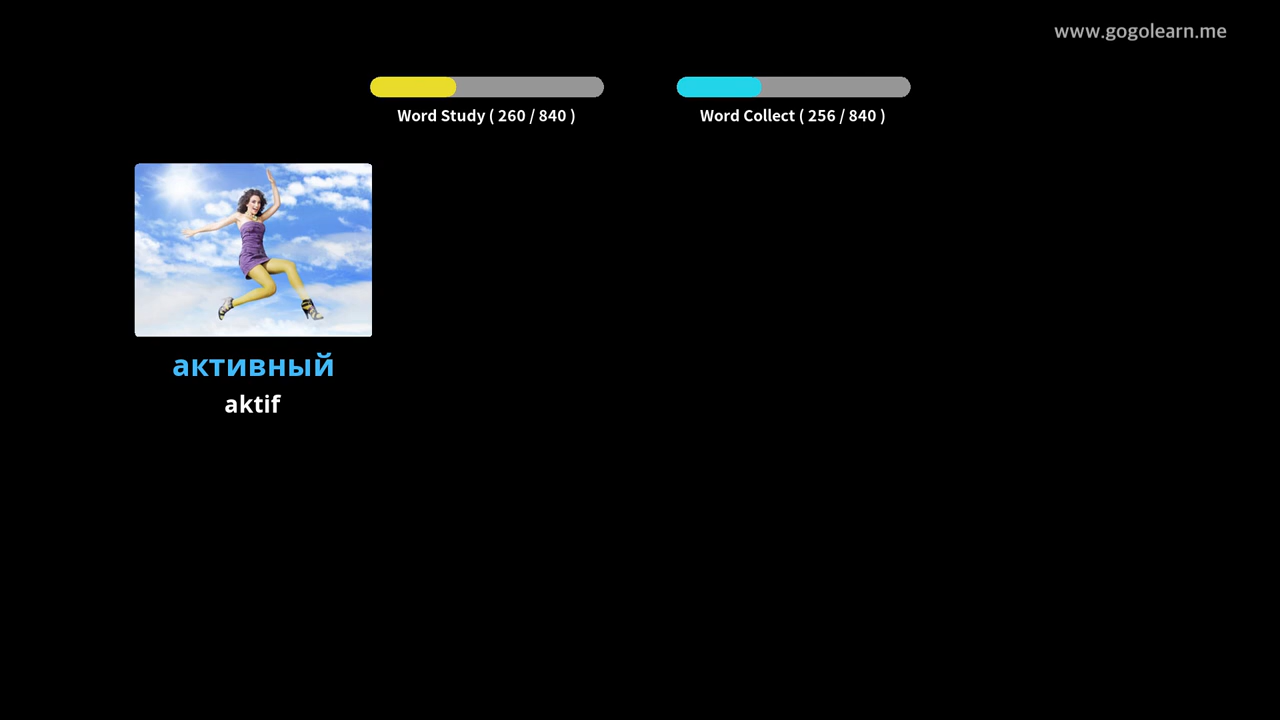 www.gogolearn.me
Word Study ( 260 / 840 )
Word Collect ( 256 / 840 )
активный
aktif